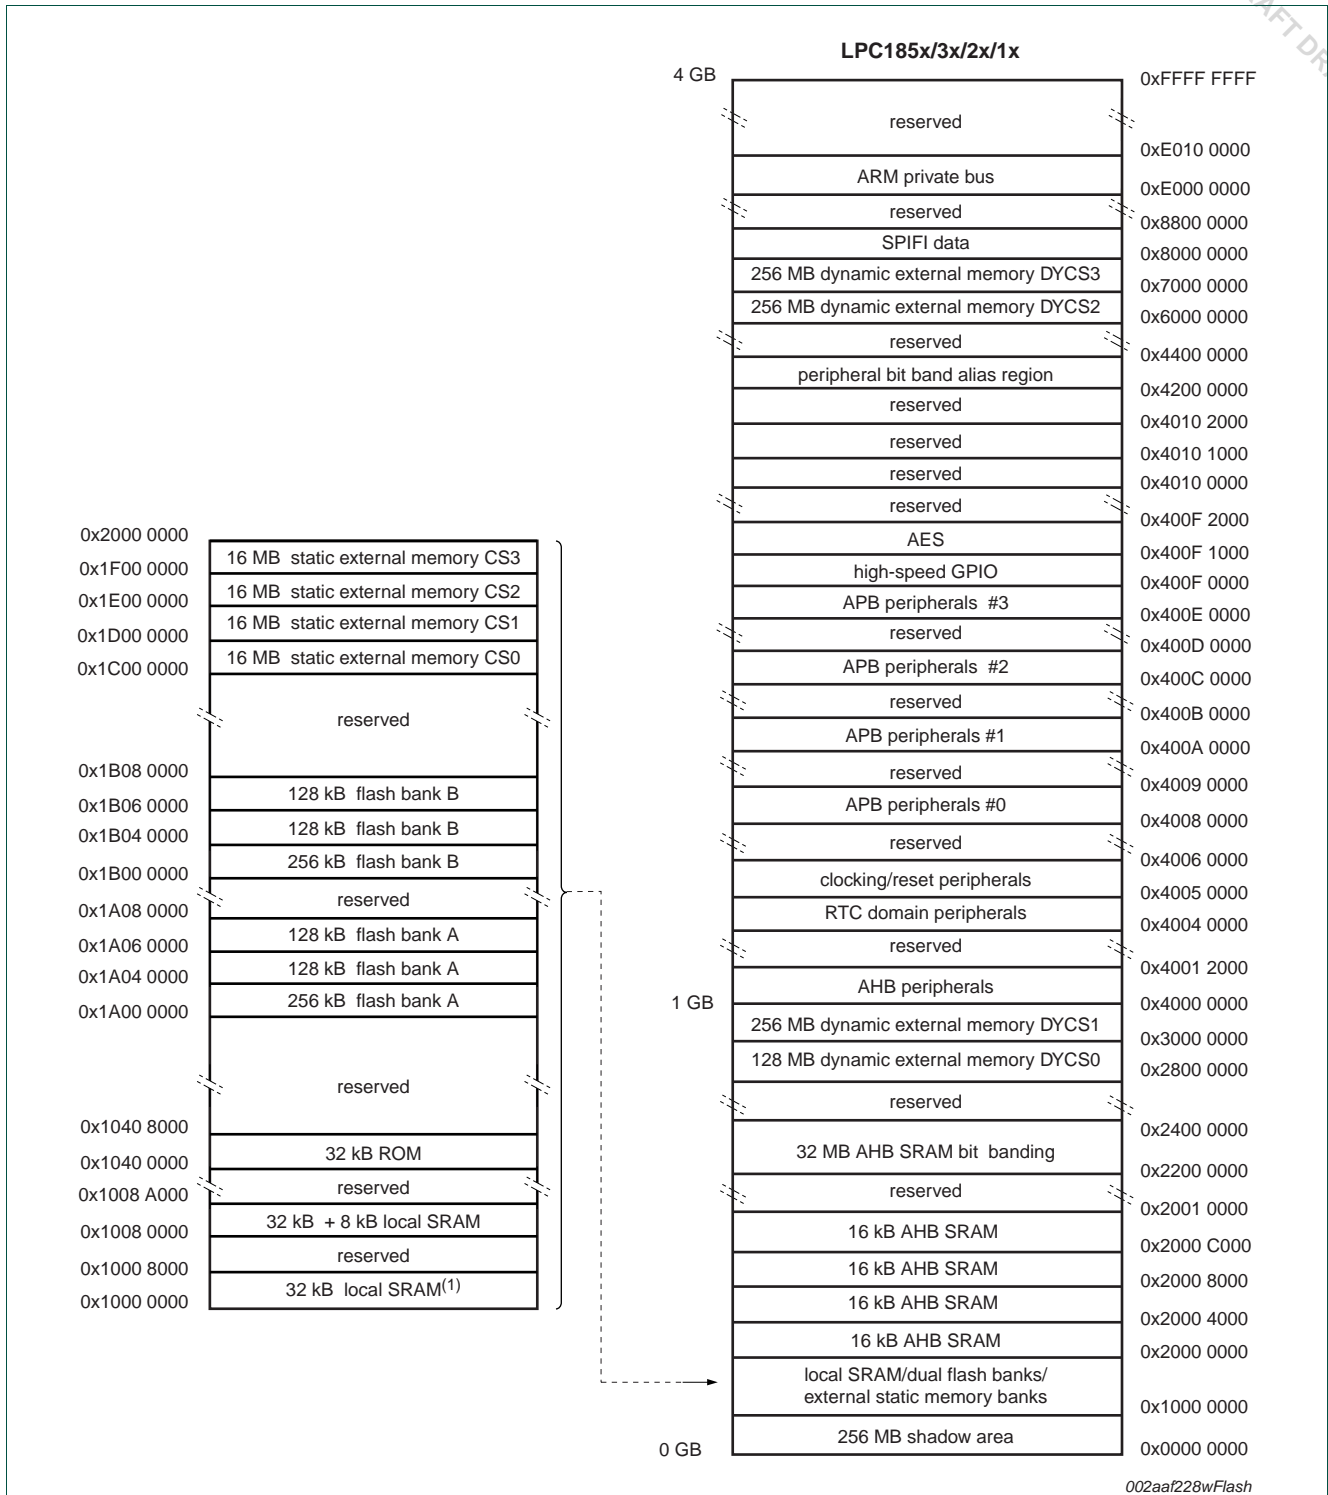 LPC185x/3x/2x/1x
4 GB
0xFFFF FFFF
reserved
0xE010 0000
ARM private bus
0xE000 0000
reserved
0x8800 0000
SPIFI data
0x8000 0000
256 MB dynamic external memory DYCS3
0x7000 0000
256 MB dynamic external memory DYCS2
0x6000 0000
reserved
0x4400 0000
peripheral bit band alias region
0x4200 0000
reserved
0x4010 2000
reserved
0x4010 1000
reserved
0x4010 0000
reserved
0x400F 2000
AES
0x400F 1000
high-speed GPIO
0x400F 0000
APB peripherals #3
0x400E 0000
reserved
0x400D 0000
APB peripherals #2
0x400C 0000
reserved
0x400B 0000
APB peripherals #1
0x400A 0000
reserved
0x4009 0000
APB peripherals #0
0x4008 0000
reserved
0x4006 0000
clocking/reset peripherals
0x4005 0000
RTC domain peripherals
0x4004 0000
reserved
0x4001 2000
AHB peripherals
1 GB
0x4000 0000
256 MB dynamic external memory DYCS1
0x3000 0000
128 MB dynamic external memory DYCS0
0x2800 0000
reserved
0x2400 0000
32 MB AHB SRAM bit banding
0x2200 0000
reserved
0x2001 0000
16 kB AHB SRAM
0x2000 C000
16 kB AHB SRAM
0x2000 8000
16 kB AHB SRAM
0x2000 4000
16 kB AHB SRAM
0x2000 0000
local SRAM/dual flash banks/
external static memory banks
0x1000 0000
256 MB shadow area
0 GB
0x0000 0000
0x2000 0000
16 MB static external memory CS3
0x1F00 0000
16 MB static external memory CS2
0x1E00 0000
16 MB static external memory CS1
0x1D00 0000
16 MB static external memory CS0
0x1C00 0000
reserved
0x1B08 0000
128 kB flash bank B
0x1B06 0000
128 kB flash bank B
0x1B04 0000
256 kB flash bank B
0x1B00 0000
reserved
0x1A08 0000
128 kB flash bank A
0x1A06 0000
128 kB flash bank A
0x1A04 0000
256 kB flash bank A
0x1A00 0000
reserved
0x1040 8000
32 kB ROM
0x1040 0000
reserved
0x1008 A000
32 kB + 8 kB local SRAM
0x1008 0000
reserved
0x1000 8000
32 kB local SRAM(1)
0x1000 0000
002aaf228wFlash